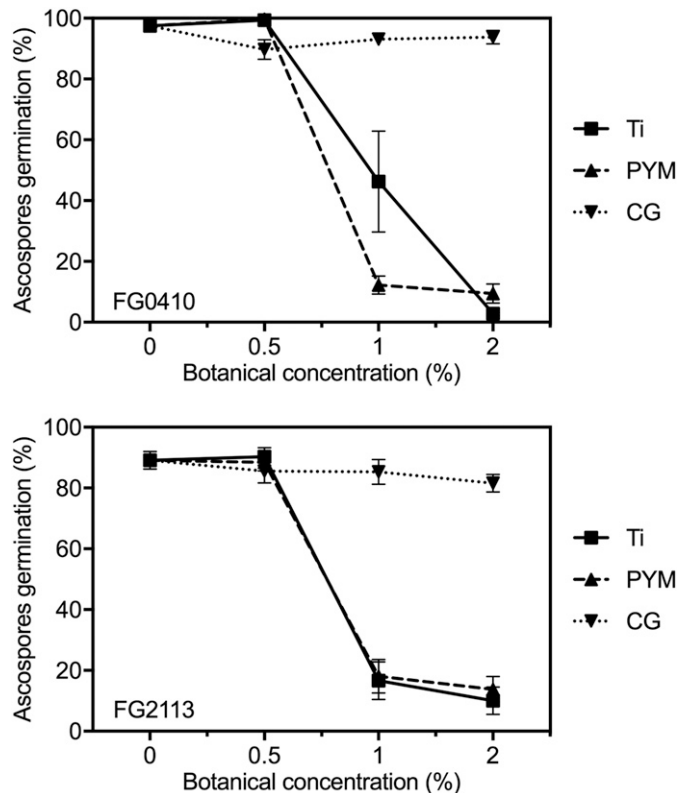 Ascospores germination (%)
100
80
60
40
20
0
FG0410
0 0.5 1 2
Botanical concentration (%)
Ti
PYM
CG
Ascospores germination (%)
100
80
60
40
20
0
FG2113
0 0.5 1 2
Botanical concentration (%)
Ti
PYM
CG